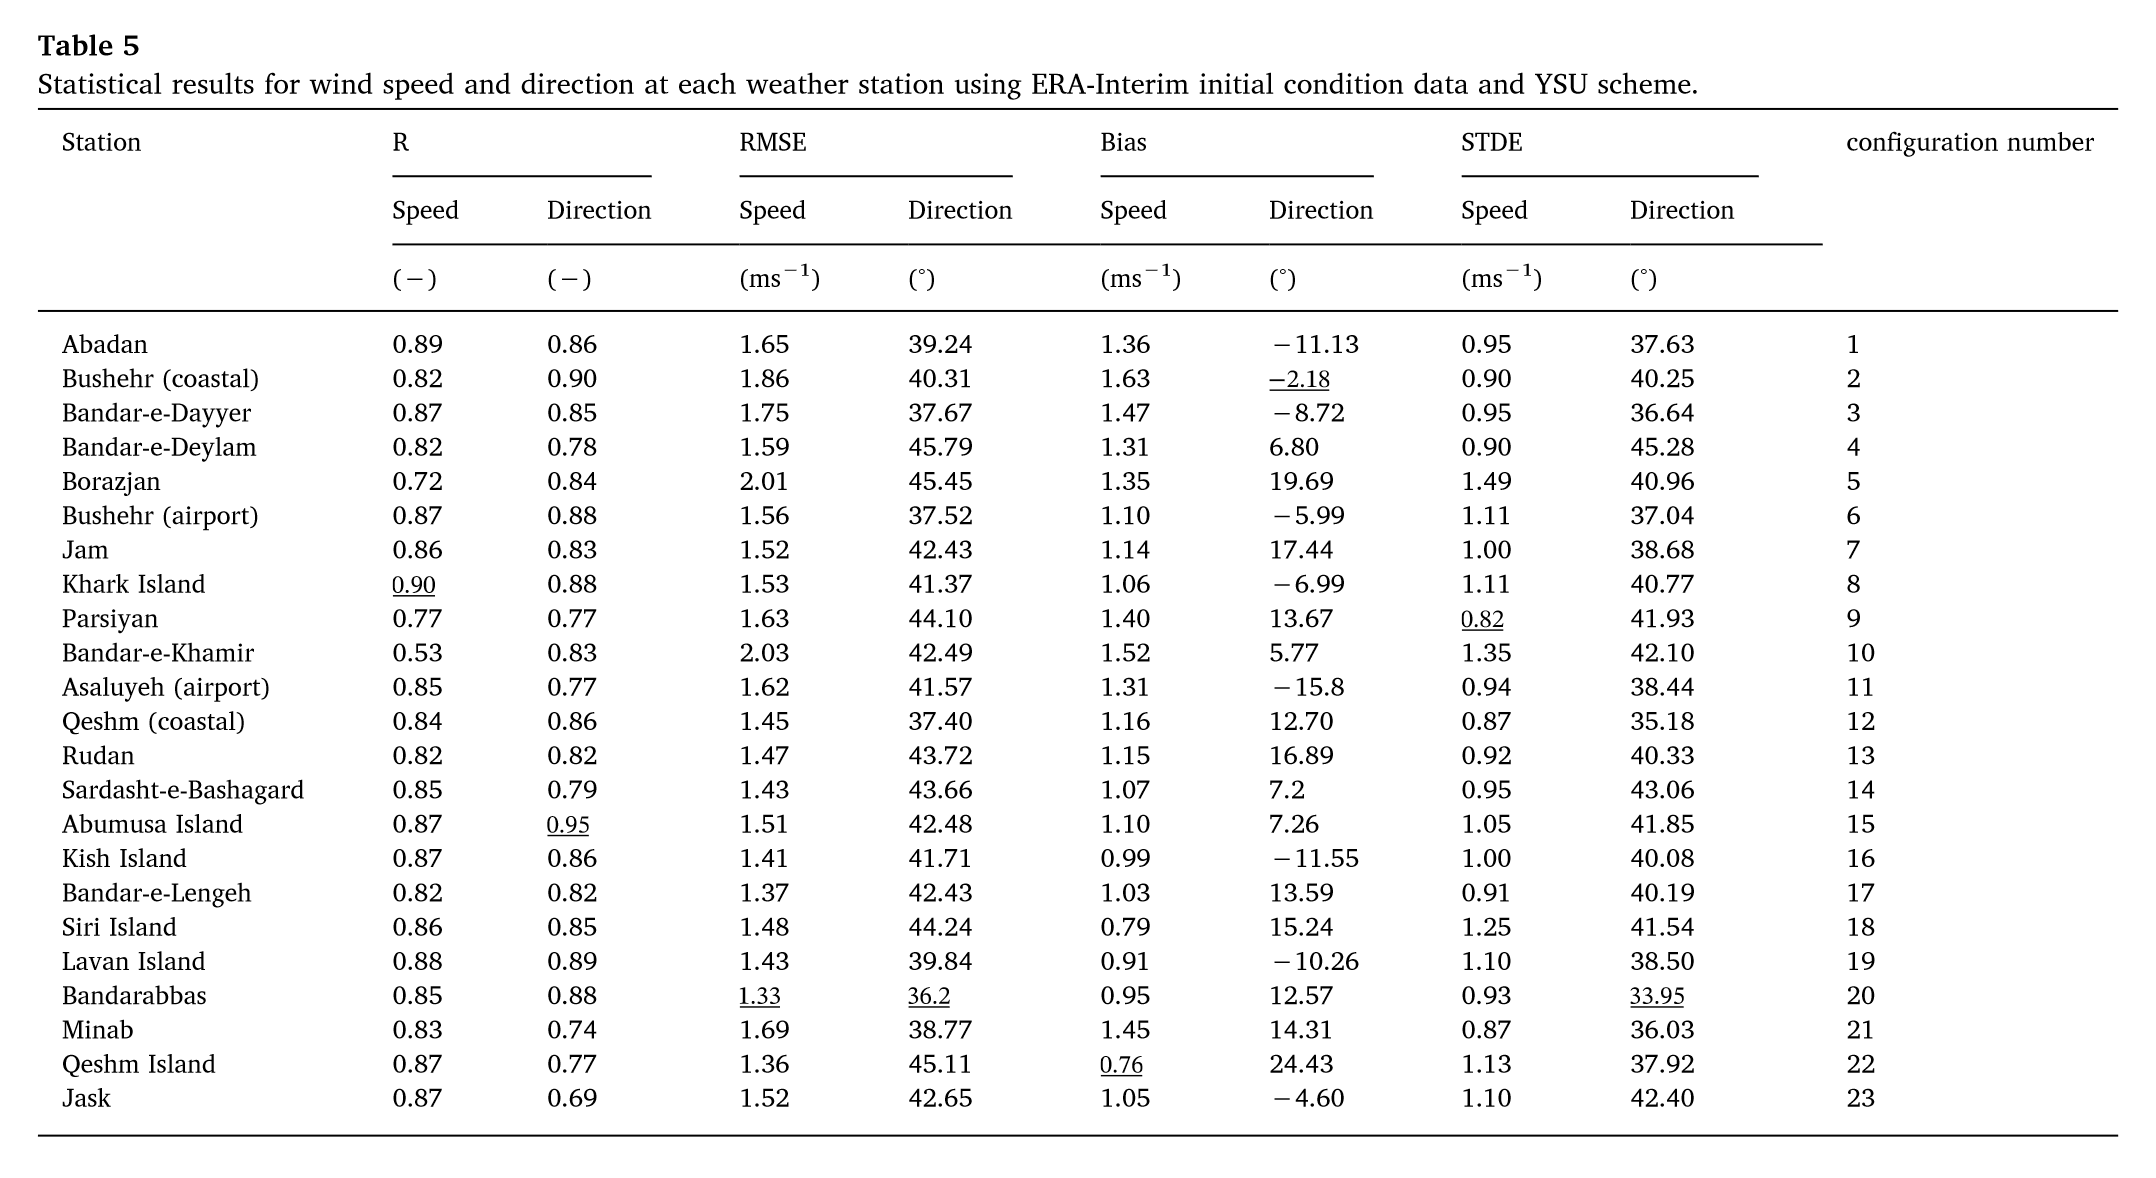 Table 5
Statistical results for wind speed and direction at each weather station using ERA-Interim initial condition data and YSU scheme.
Station R RMSE Bias STDE configuration number
Speed Direction Speed Direction Speed Direction Speed Direction
(−) (−) (ms⁻¹) (°) (ms⁻¹) (°) (ms⁻¹) (°)
Abadan 0.89 0.86 1.65 39.24 1.36 −11.13 0.95 37.63 1
Bushehr (coastal) 0.82 0.90 1.86 40.31 1.63 −2.18 0.90 40.25 2
Bandar-e-Dayyer 0.87 0.85 1.75 37.67 1.47 −8.72 0.95 36.64 3
Bandar-e-Deylam 0.82 0.78 1.59 45.79 1.31 6.80 0.90 45.28 4
Borazjan 0.72 0.84 2.01 45.45 1.35 19.69 1.49 40.96 5
Bushehr (airport) 0.87 0.88 1.56 37.52 1.10 −5.99 1.11 37.04 6
Jam 0.86 0.83 1.52 42.43 1.14 17.44 1.00 38.68 7
Khark Island 0.90 0.88 1.53 41.37 1.06 −6.99 1.11 40.77 8
Parsiyan 0.77 0.77 1.63 44.10 1.40 13.67 0.82 41.93 9
Bandar-e-Khamir 0.53 0.83 2.03 42.49 1.52 5.77 1.35 42.10 10
Asaluyeh (airport) 0.85 0.77 1.62 41.57 1.31 −15.8 0.94 38.44 11
Qeshm (coastal) 0.84 0.86 1.45 37.40 1.16 12.70 0.87 35.18 12
Rudan 0.82 0.82 1.47 43.72 1.15 16.89 0.92 40.33 13
Sardasht-e-Bashagard 0.85 0.79 1.43 43.66 1.07 7.2 0.95 43.06 14
Abumusa Island 0.87 0.95 1.51 42.48 1.10 7.26 1.05 41.85 15
Kish Island 0.87 0.86 1.41 41.71 0.99 −11.55 1.00 40.08 16
Bandar-e-Lengeh 0.82 0.82 1.37 42.43 1.03 13.59 0.91 40.19 17
Siri Island 0.86 0.85 1.48 44.24 0.79 15.24 1.25 41.54 18
Lavan Island 0.88 0.89 1.43 39.84 0.91 −10.26 1.10 38.50 19
Bandarabbas 0.85 0.88 1.33 36.2 0.95 12.57 0.93 33.95 20
Minab 0.83 0.74 1.69 38.77 1.45 14.31 0.87 36.03 21
Qeshm Island 0.87 0.77 1.36 45.11 0.76 24.43 1.13 37.92 22
Jask 0.87 0.69 1.52 42.65 1.05 −4.60 1.10 42.40 23